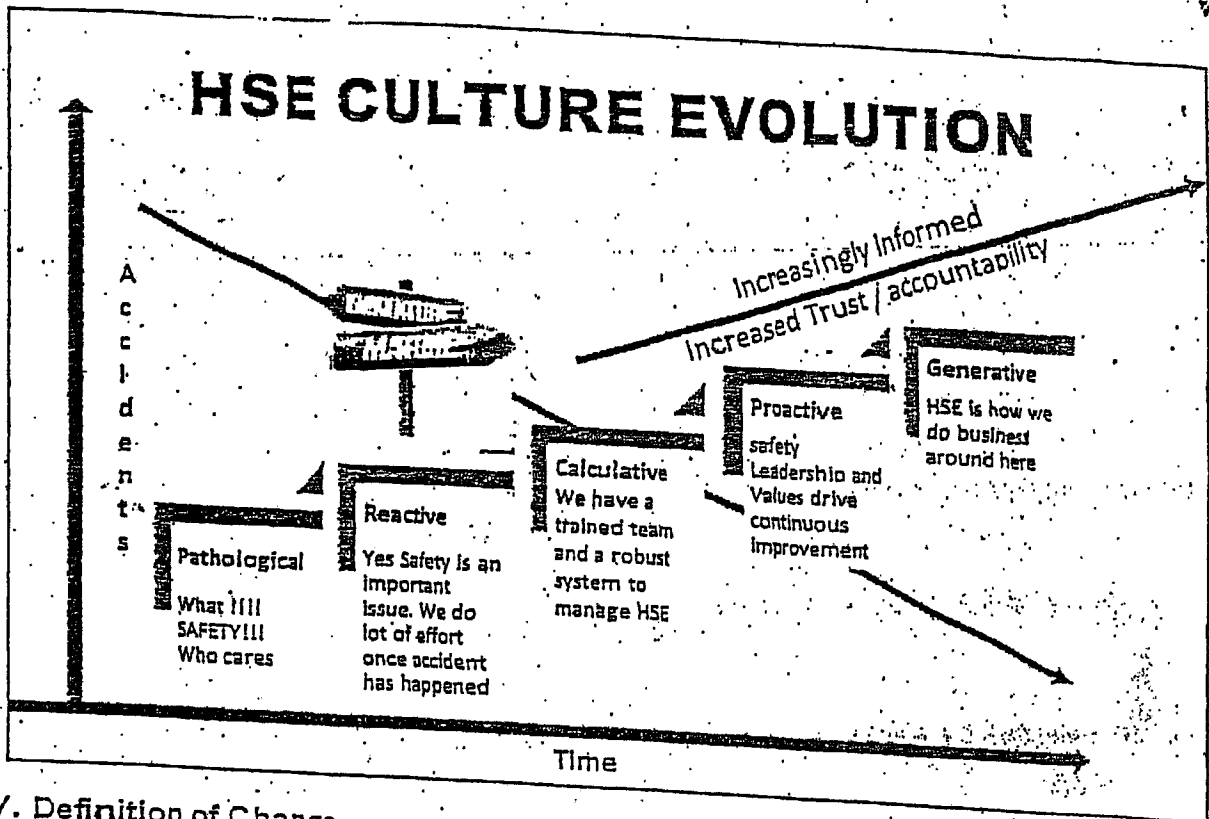 HSE CULTURE EVOLUTION
Accidents
Increasingly Informed
Increased Trust / accountability
Pathological
What !!!!
SAFETY!!!
Who cares
Reactive
Yes Safety is an
important
issue. We do
lot of effort
once accident
has happened
Calculative
We have a
trained team
and a robust
system to
manage HSE
Proactive
safety
Leadership and
Values drive
continuous
improvement
Generative
HSE is how we
do business
around here
Time
Definition of Change